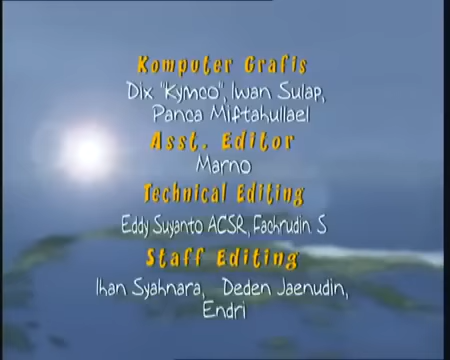 Komputer Grafis
Dix "Kymco", Iwan Sulap,
Panca Miftahullael
Asst. Editor
Marno
Technical Editing
Eddy Suyanto ACSR, Fachrudin S
Staff Editing
Ihan Syahnara, Deden Jaenudin,
Endri